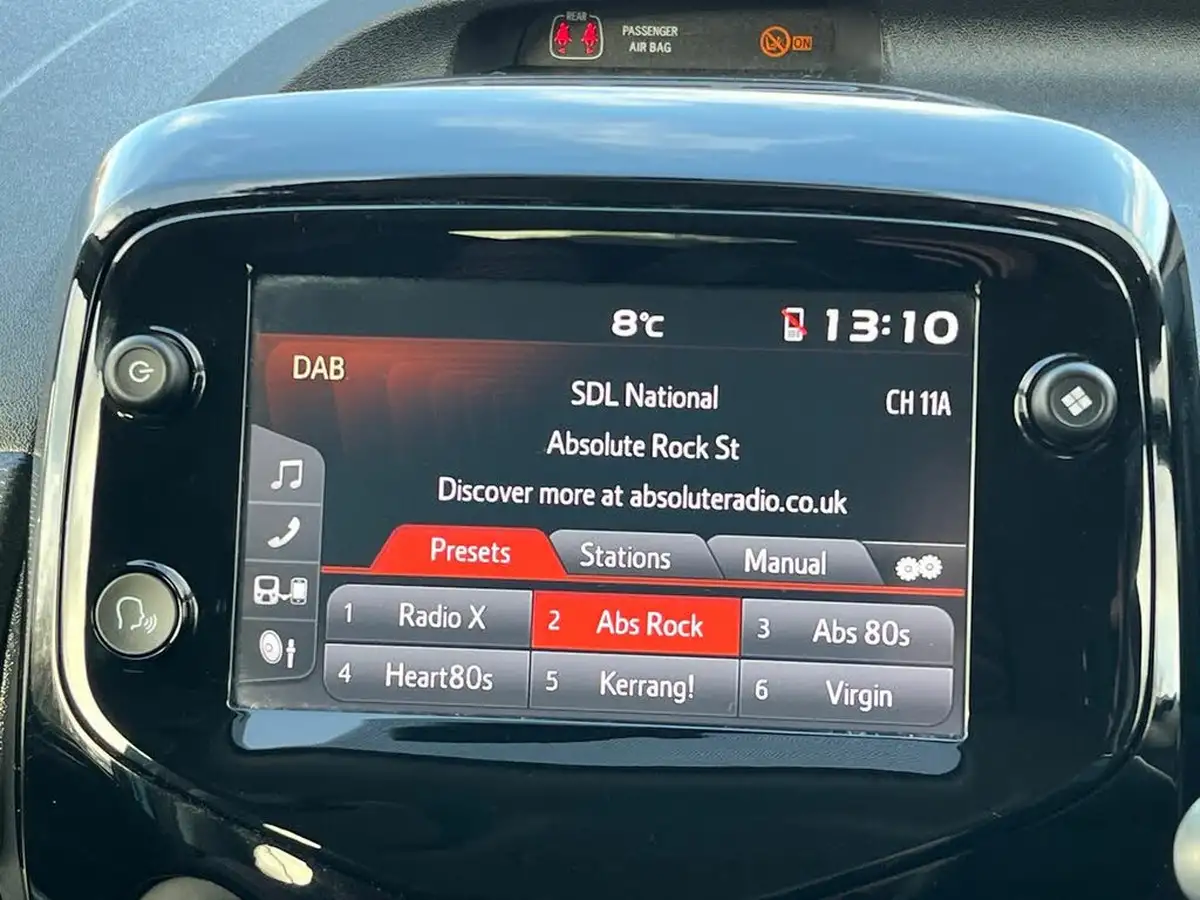 REAR
PASSENGER
AIR BAG
ON
8°C
13:10
DAB
SDL National
CH 11A
Absolute Rock St
Discover more at absoluteradio.co.uk
Presets
Stations
Manual
1 Radio X
2 Abs Rock
3 Abs 80s
4 Heart80s
5 Kerrang!
6 Virgin